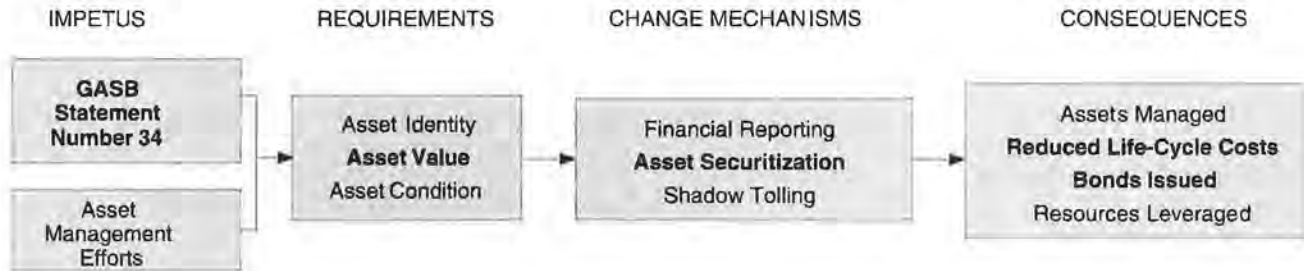 IMPETUS
REQUIREMENTS
CHANGE MECHANISMS
CONSEQUENCES
GASB
Statement
Number 34
Asset
Management
Efforts
Asset Identity
Asset Value
Asset Condition
Financial Reporting
Asset Securitization
Shadow Tolling
Assets Managed
Reduced Life-Cycle Costs
Bonds Issued
Resources Leveraged